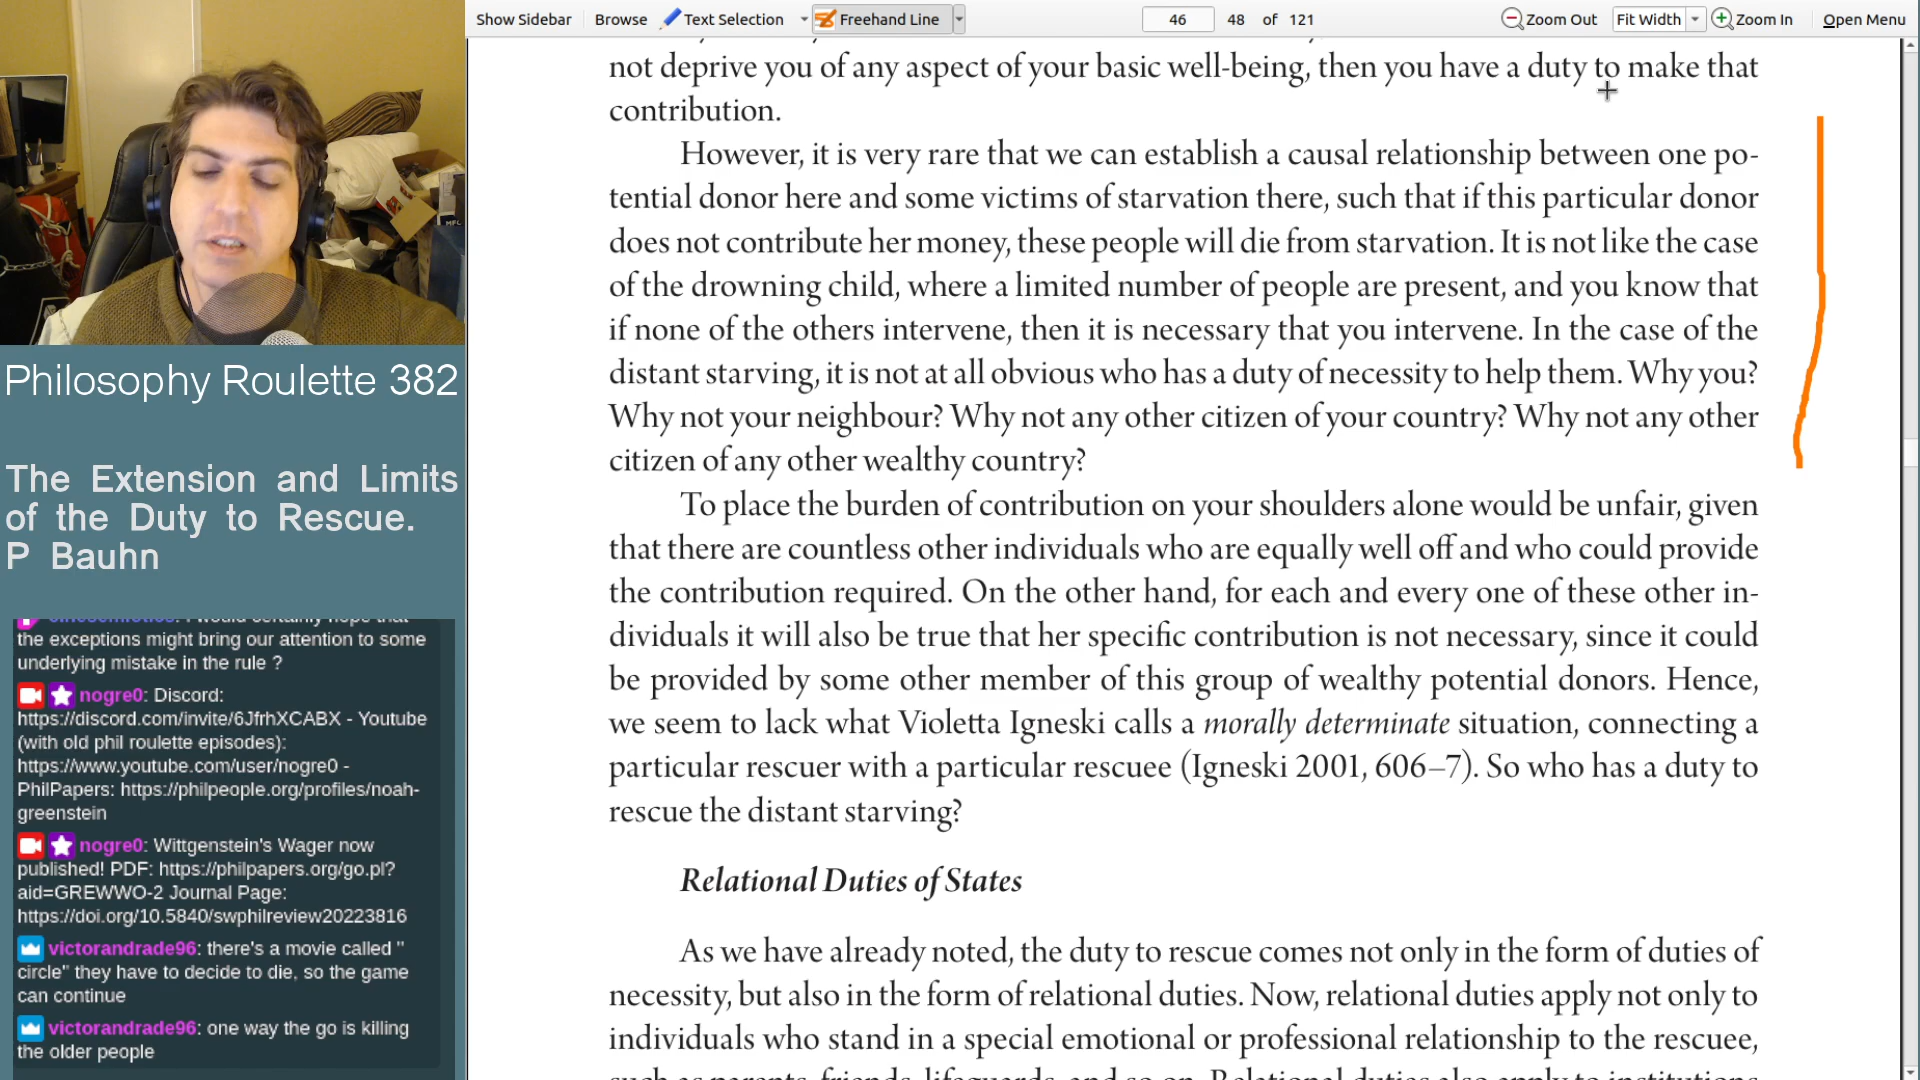 Show Sidebar Browse Text Selection Freehand Line 46 48 of 121 Zoom Out Fit Width Zoom In Open Menu
not deprive you of any aspect of your basic well-being, then you have a duty to make that
contribution.
However, it is very rare that we can establish a causal relationship between one po-
tential donor here and some victims of starvation there, such that if this particular donor
does not contribute her money, these people will die from starvation. It is not like the case
of the drowning child, where a limited number of people are present, and you know that
if none of the others intervene, then it is necessary that you intervene. In the case of the
distant starving, it is not at all obvious who has a duty of necessity to help them. Why you?
Why not your neighbour? Why not any other citizen of your country? Why not any other
citizen of any other wealthy country?
To place the burden of contribution on your shoulders alone would be unfair, given
that there are countless other individuals who are equally well off and who could provide
the contribution required. On the other hand, for each and every one of these other in-
dividuals it will also be true that her specific contribution is not necessary, since it could
be provided by some other member of this group of wealthy potential donors. Hence,
we seem to lack what Violetta Igneski calls a morally determinate situation, connecting a
particular rescuer with a particular rescuee (Igneski 2001, 606–7). So who has a duty to
rescue the distant starving?
Relational Duties of States
As we have already noted, the duty to rescue comes not only in the form of duties of
necessity, but also in the form of relational duties. Now, relational duties apply not only to
individuals who stand in a special emotional or professional relationship to the rescuee,
such as parents, friends, lifeguards, and so on. Relational duties also apply to institutions
Philosophy Roulette 382
The Extension and Limits
of the Duty to Rescue.
P Bauhn
the exceptions might bring our attention to some
underlying mistake in the rule ?
nogre0: Discord:
https://discord.com/invite/6JfrhXCABX - Youtube
(with old phil roulette episodes):
https://www.youtube.com/user/nogre0 -
PhilPapers: https://philpeople.org/profiles/noah-
greenstein
nogre0: Wittgenstein's Wager now
published! PDF: https://philpapers.org/go.pl?
aid=GREWWO-2 Journal Page:
https://doi.org/10.5840/swphilreview20223816
victorandrade96: there's a movie called "
circle" they have to decide to die, so the game
can continue
victorandrade96: one way the go is killing
the older people